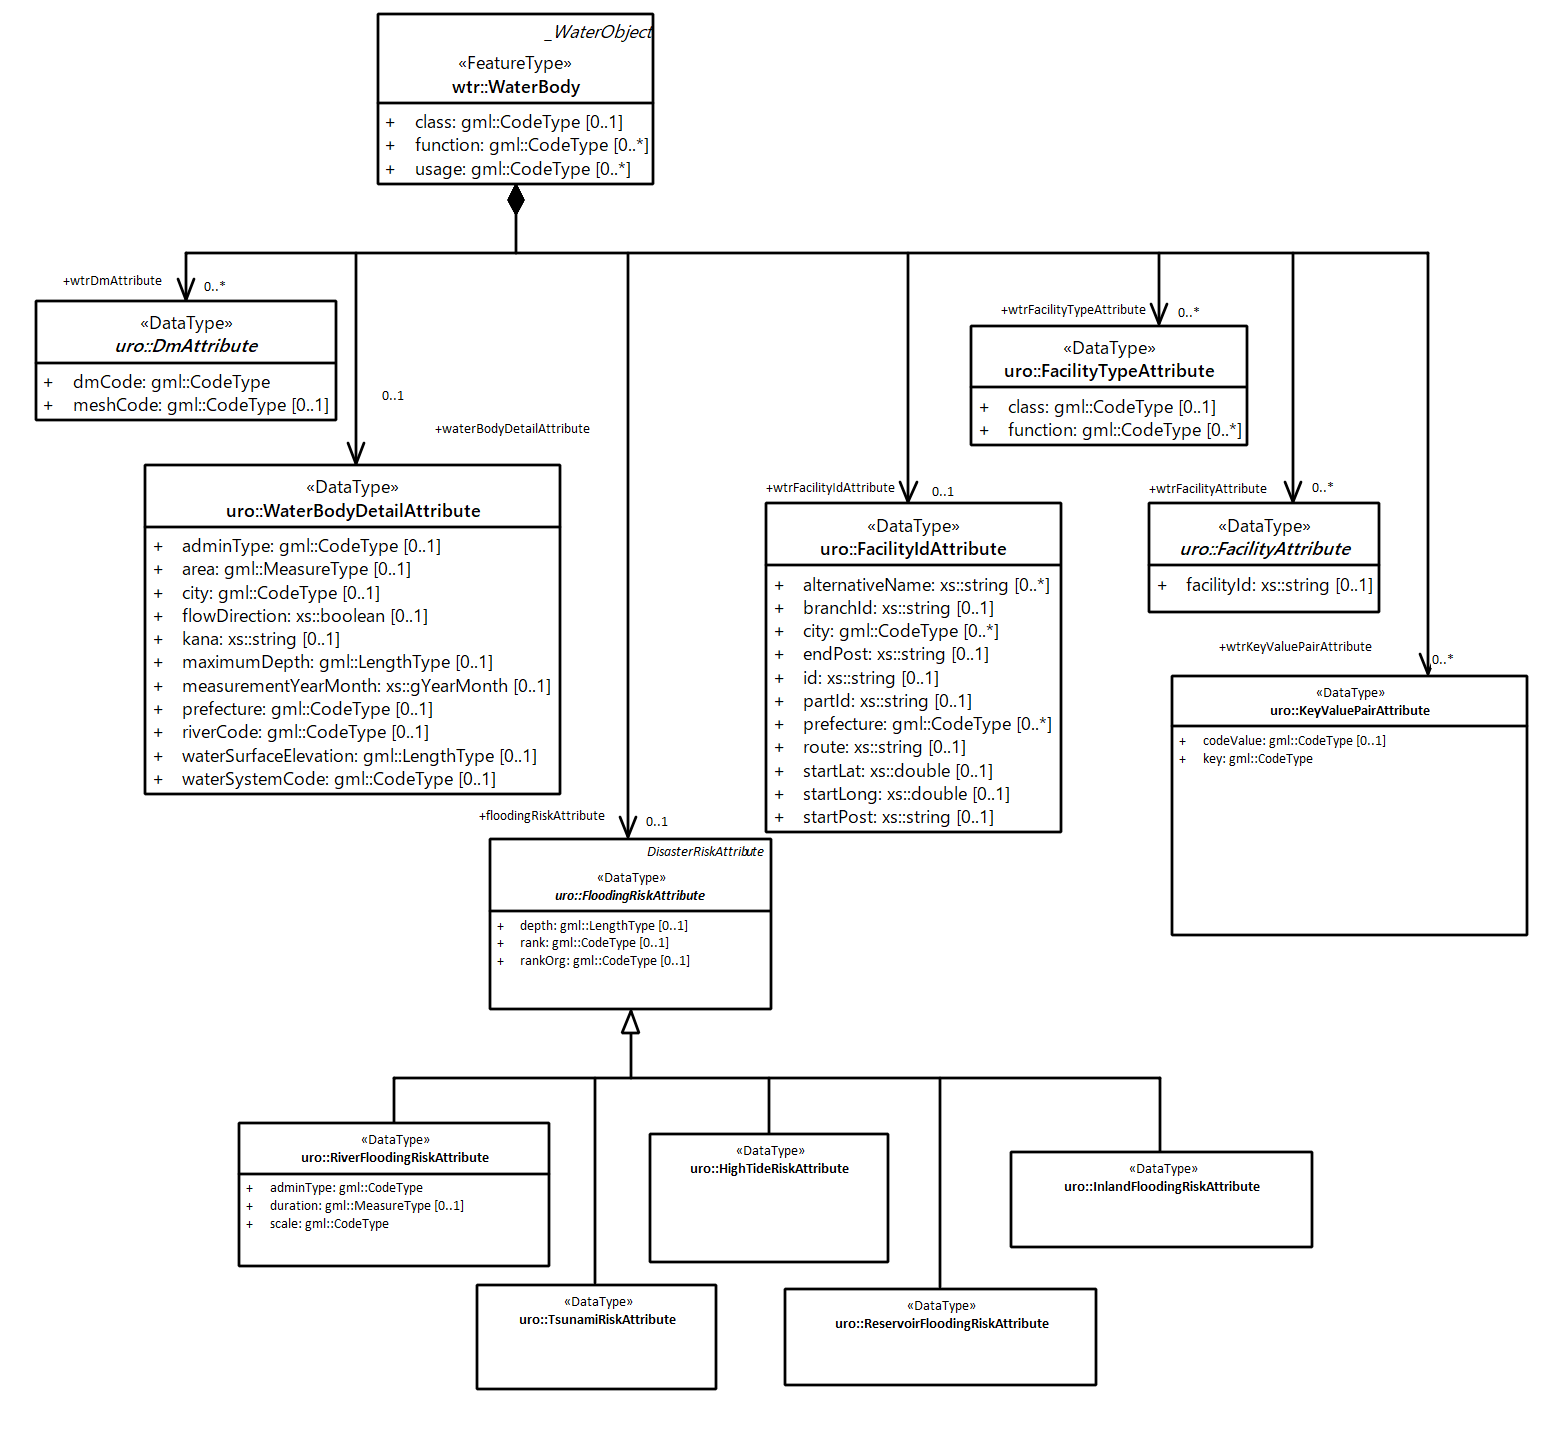 _WaterObject
«FeatureType»
wtr::WaterBody
+ class: gml::CodeType [0..1]
+ function: gml::CodeType [0..*]
+ usage: gml::CodeType [0..*]
+wtrDmAttribute
0..*
«DataType»
uro::DmAttribute
+ dmCode: gml::CodeType
+ meshCode: gml::CodeType [0..1]
0..1
+waterBodyDetailAttribute
«DataType»
uro::WaterBodyDetailAttribute
+ adminType: gml::CodeType [0..1]
+ area: gml::MeasureType [0..1]
+ city: gml::CodeType [0..1]
+ flowDirection: xs::boolean [0..1]
+ kana: xs::string [0..1]
+ maximumDepth: gml::LengthType [0..1]
+ measurementYearMonth: xs::gYearMonth [0..1]
+ prefecture: gml::CodeType [0..1]
+ riverCode: gml::CodeType [0..1]
+ waterSurfaceElevation: gml::LengthType [0..1]
+ waterSystemCode: gml::CodeType [0..1]
+wtrFacilityTypeAttribute
0..*
«DataType»
uro::FacilityTypeAttribute
+ class: gml::CodeType [0..1]
+ function: gml::CodeType [0..*]
+wtrFacilityIdAttribute
0..1
«DataType»
uro::FacilityIdAttribute
+ alternativeName: xs::string [0..*]
+ branchId: xs::string [0..1]
+ city: gml::CodeType [0..*]
+ endPost: xs::string [0..1]
+ id: xs::string [0..1]
+ partId: xs::string [0..1]
+ prefecture: gml::CodeType [0..*]
+ route: xs::string [0..1]
+ startLat: xs::double [0..1]
+ startLong: xs::double [0..1]
+ startPost: xs::string [0..1]
+wtrFacilityAttribute
0..*
«DataType»
uro::FacilityAttribute
+ facilityId: xs::string [0..1]
+wtrKeyValuePairAttribute
0..*
«DataType»
uro::KeyValuePairAttribute
+ codeValue: gml::CodeType [0..1]
+ key: gml::CodeType
+floodingRiskAttribute
0..1
DisasterRiskAttribute
«DataType»
uro::FloodingRiskAttribute
+ depth: gml::LengthType [0..1]
+ rank: gml::CodeType [0..1]
+ rankOrg: gml::CodeType [0..1]
«DataType»
uro::RiverFloodingRiskAttribute
+ adminType: gml::CodeType
+ duration: gml::MeasureType [0..1]
+ scale: gml::CodeType
«DataType»
uro::HighTideRiskAttribute
«DataType»
uro::InlandFloodingRiskAttribute
«DataType»
uro::TsunamiRiskAttribute
«DataType»
uro::ReservoirFloodingRiskAttribute